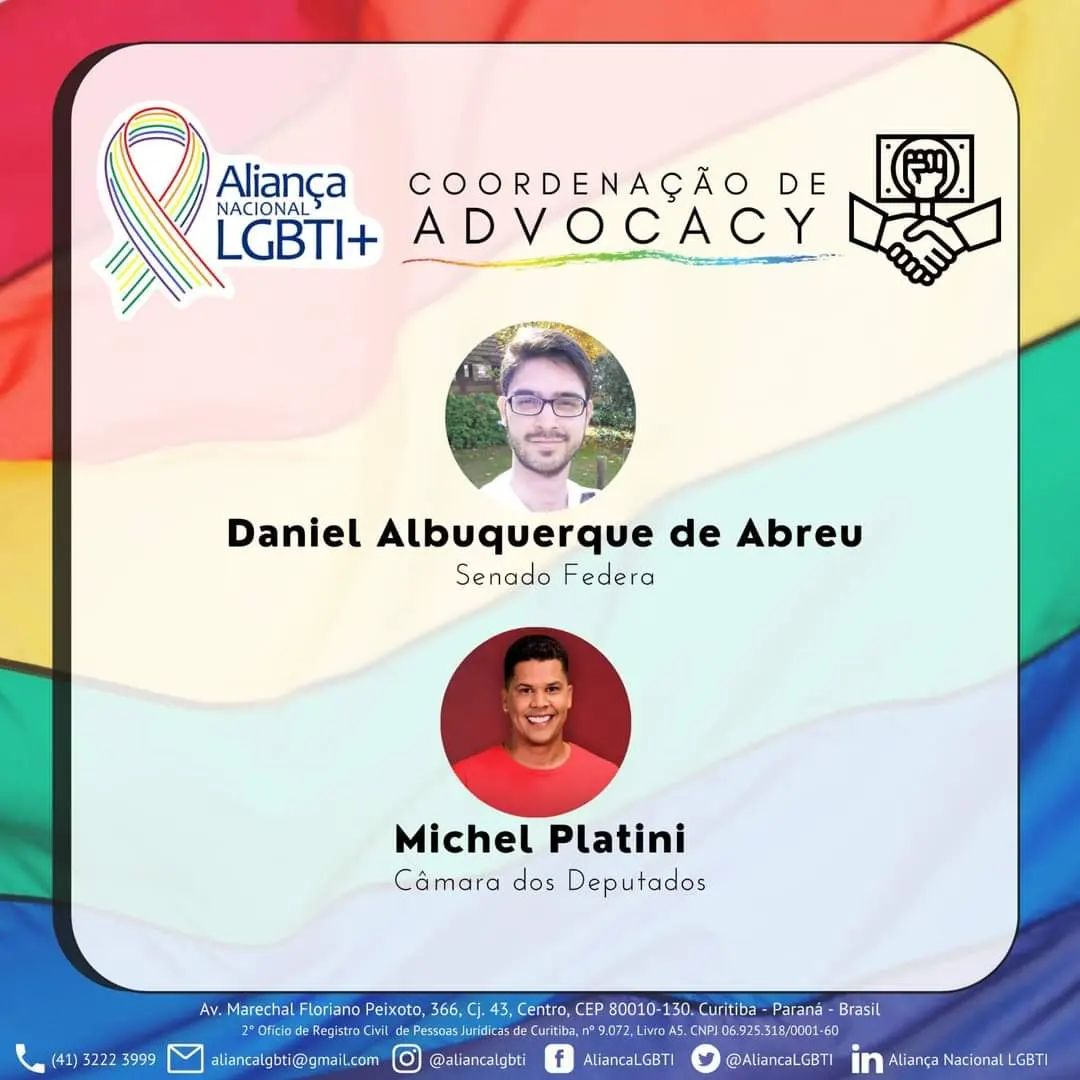 Aliança
NACIONAL
LGBTI+
COORDENAÇÃO DE
ADVOCACY
Daniel Albuquerque de Abreu
Senado Federa
Michel Platini
Câmara dos Deputados
Av. Marechal Floriano Peixoto, 366, Cj. 43, Centro, CEP 80010-130. Curitiba - Paraná - Brasil
2° Ofício de Registro Civil de Pessoas Jurídicas de Curitiba, nº 9.072, Livro A5. CNPJ 06.925.318/0001-60
(41) 3222 3999 aliancalgbti@gmail.com @aliancalgbti AliancaLGBTI @AliancaLGBTI Aliança Nacional LGBTI